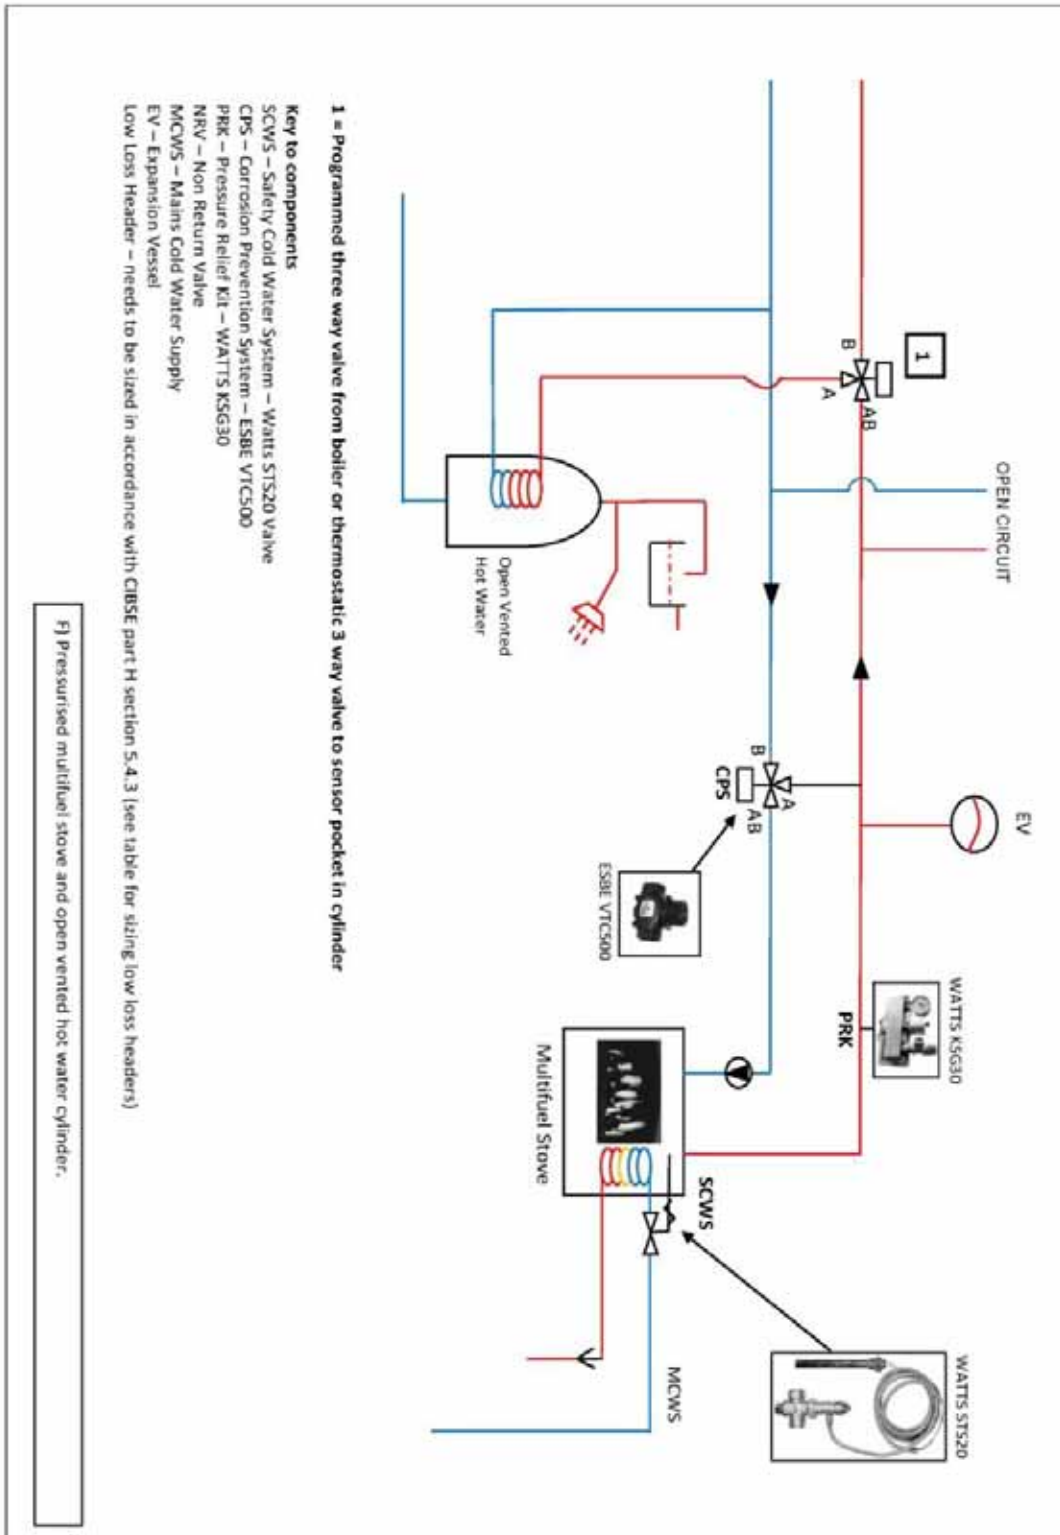 OPEN CIRCUIT
EV
WATTS KSG30
WATTS STS20
1
B
A
AB
PRK
B
A
AB
CPS
ESBE VTC500
SCWS
MCWS
Multifuel Stove
Open Vented
Hot Water
1 = Programmed three way valve from boiler or thermostatic 3 way valve to sensor pocket in cylinder
Key to components
SCWS – Safety Cold Water System – Watts STS20 Valve
CPS – Corrosion Prevention System – ESBE VTC500
PRK – Pressure Relief Kit – WATTS KSG30
NRV – Non Return Valve
MCWS – Mains Cold Water Supply
EV – Expansion Vessel
Low Loss Header – needs to be sized in accordance with CIBSE part H section 5.4.3 (see table for sizing low loss headers)
F) Pressurised multifuel stove and open vented hot water cylinder.